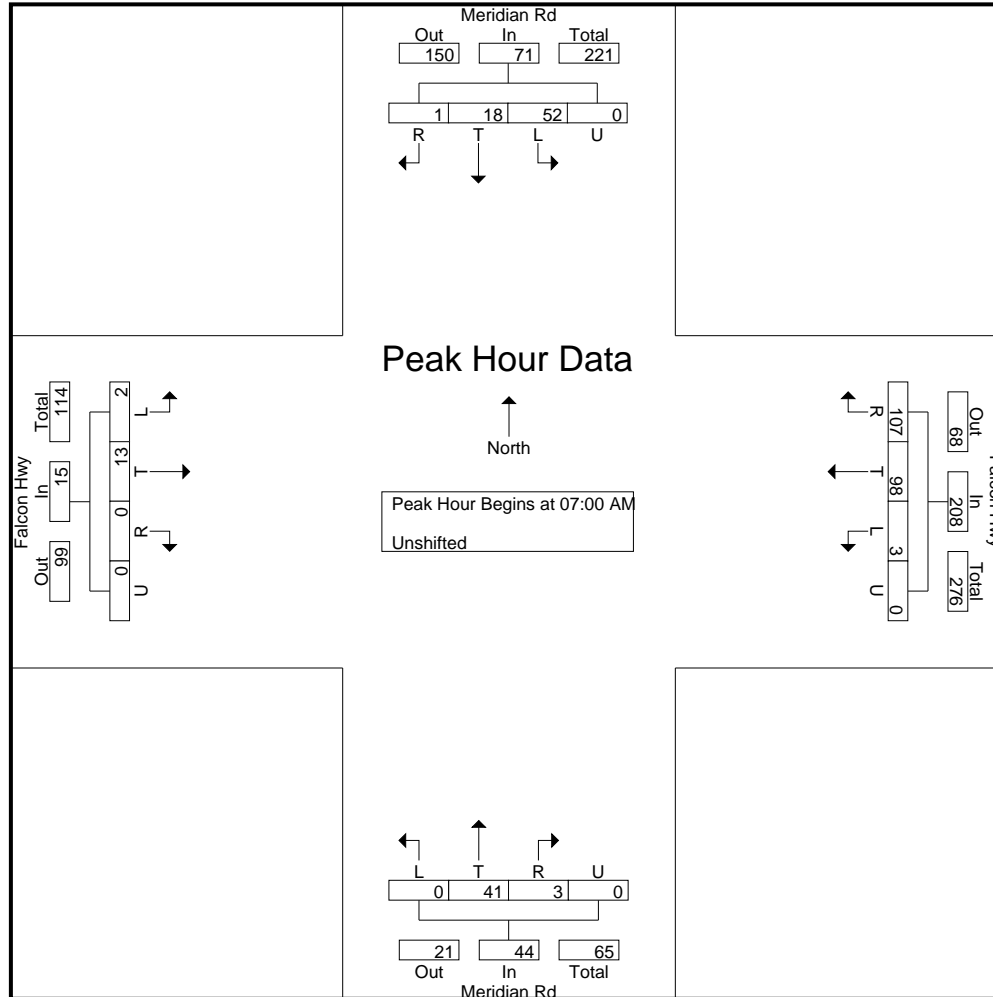 Meridian Rd
Out In Total
150 71 221
1 18 52 0
R T L U
Peak Hour Data
North
Peak Hour Begins at 07:00 AM
Unshifted
Falcon Hwy
Total In Out
114 15 99
2 13 0 0
L T R U
R T L U
107 98 3 0
Out In Total
68 208 276
Falcon Hwy
L T R U
0 41 3 0
21 44 65
Out In Total
Meridian Rd